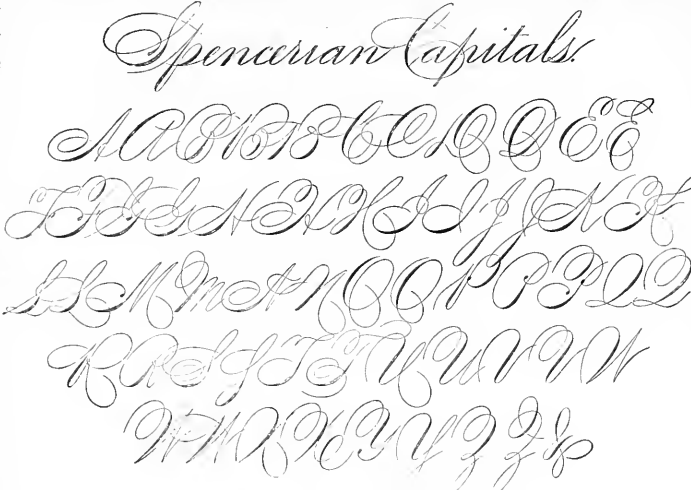 Spencerian Capitals.
A A B B B C C D D E E
F F G G H H H I I J J K K
L L M M N N O O P P P Q Q
R R S S T T U U V V W
W W X X Y Y Z Z &